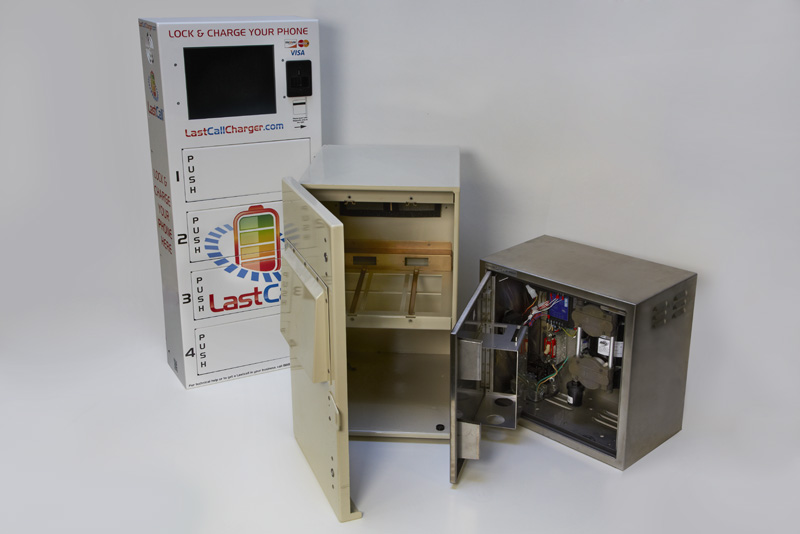 LOCK & CHARGE YOUR PHONE
VISA
LastCallCharger.com
1
PUSH
2
PUSH
3
PUSH
LastCa
4
PUSH
LOCK &
CHARGE
YOUR
PHONE
HERE